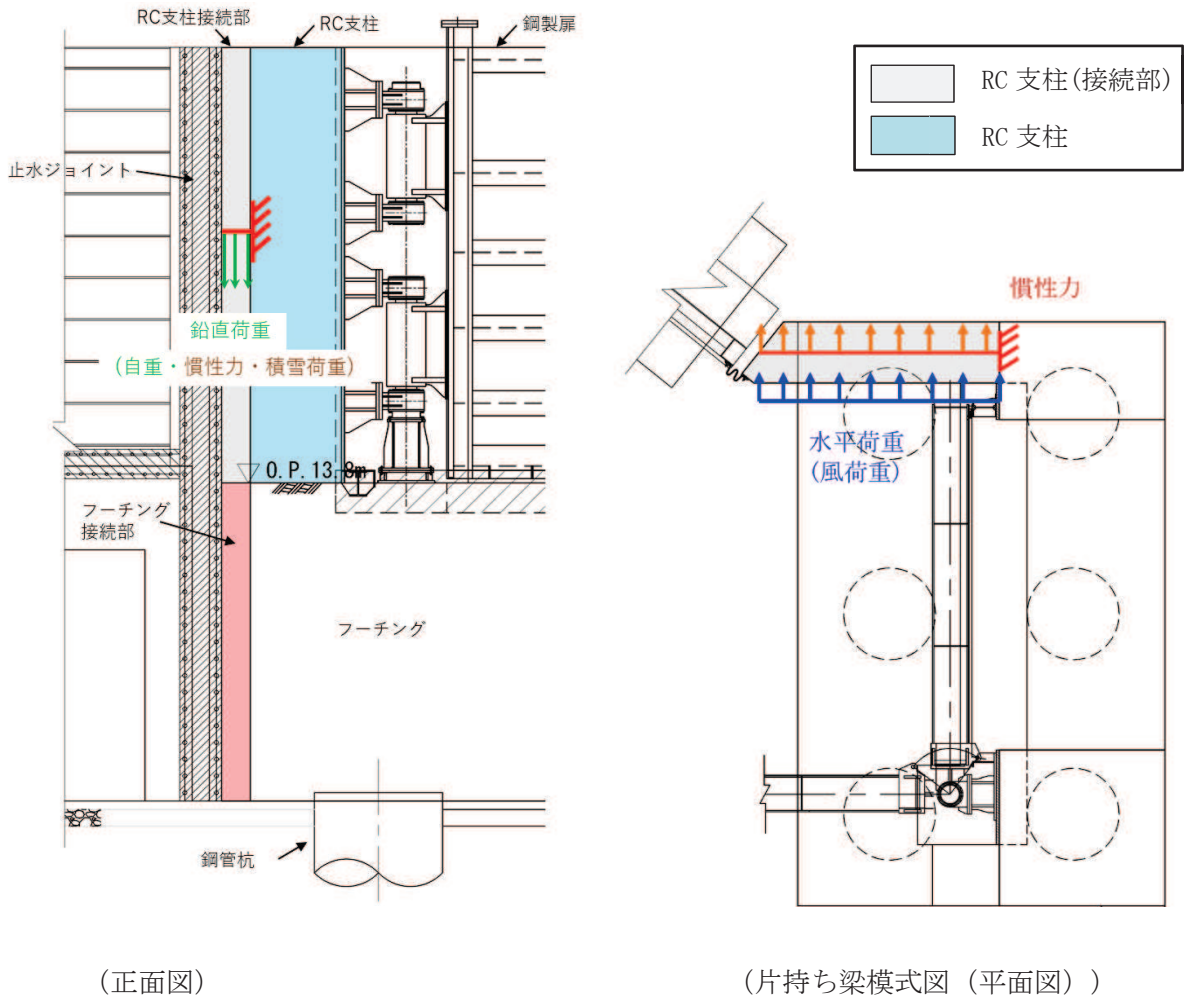 RC支柱接続部
RC支柱
鋼製扉
RC 支柱(接続部)
RC 支柱
止水ジョイント
鉛直荷重
(自重・慣性力・積雪荷重)
O.P.13.8m
フーチング
接続部
フーチング
鋼管杭
慣性力
水平荷重
(風荷重)
(正面図)
(片持ち梁模式図(平面図))